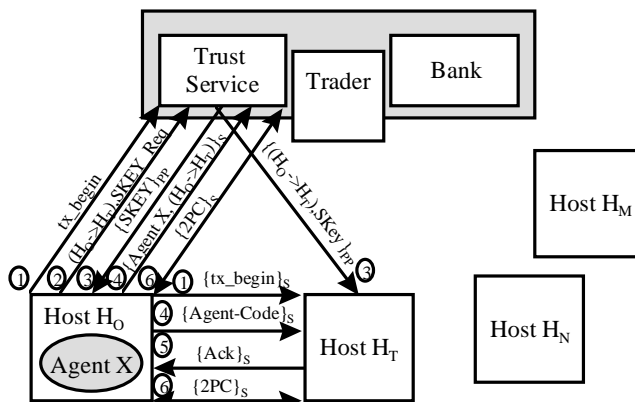 Trust
Service
Trader
Bank
tx_begin
(H_O->H_T),SKEY_Req
{SKEY}_PP
{Agent X, (H_O->H_T)}_S
{2PC}_S
{(H_O->H_T),SKey}_PP
3
Host H_M
1
2
3
4
6
1
{tx_begin}_S
4
{Agent-Code}_S
5
{Ack}_S
6
{2PC}_S
Host H_O
Agent X
Host H_T
Host H_N